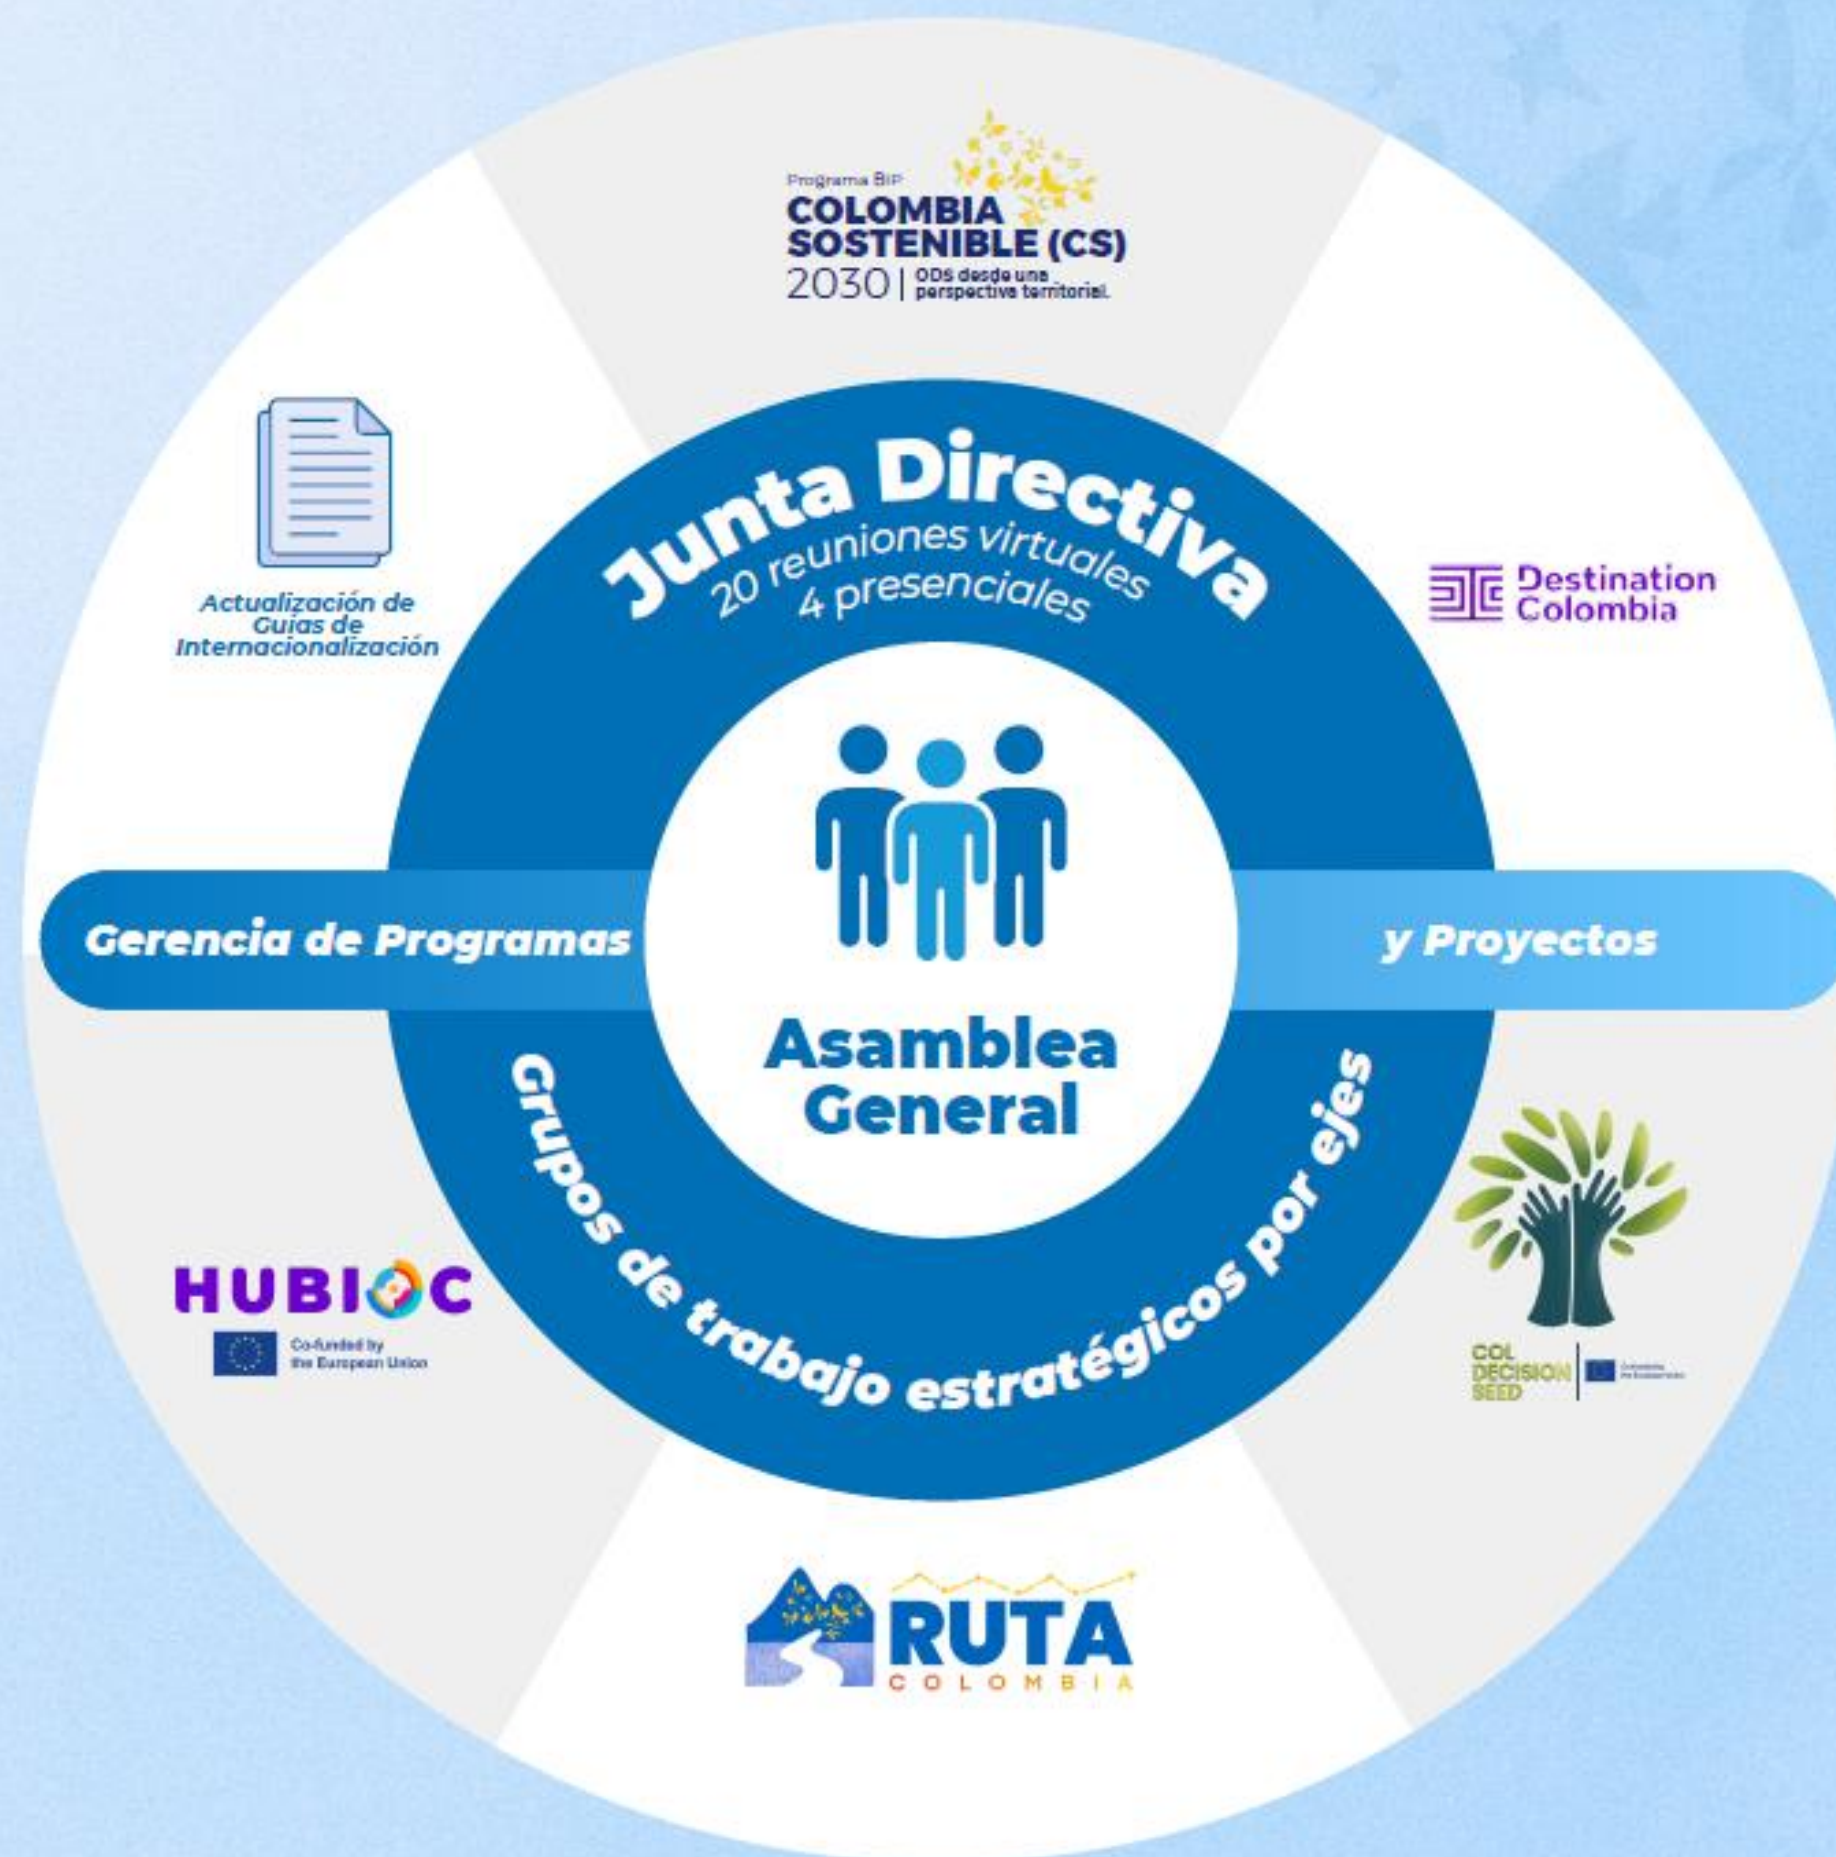 Programa BIP
COLOMBIA
SOSTENIBLE (CS)
2030 | ODS desde una
perspectiva territorial.
Actualización de
Guías de
Internacionalización
Destination
Colombia
Junta Directiva
20 reuniones virtuales
4 presenciales
Gerencia de Programas
y Proyectos
Asamblea
General
Grupos de trabajo estratégicos por ejes
HUBIOC
Co-funded by
the European Union
COL
DECISION
SEED
RUTA
COLOMBIA